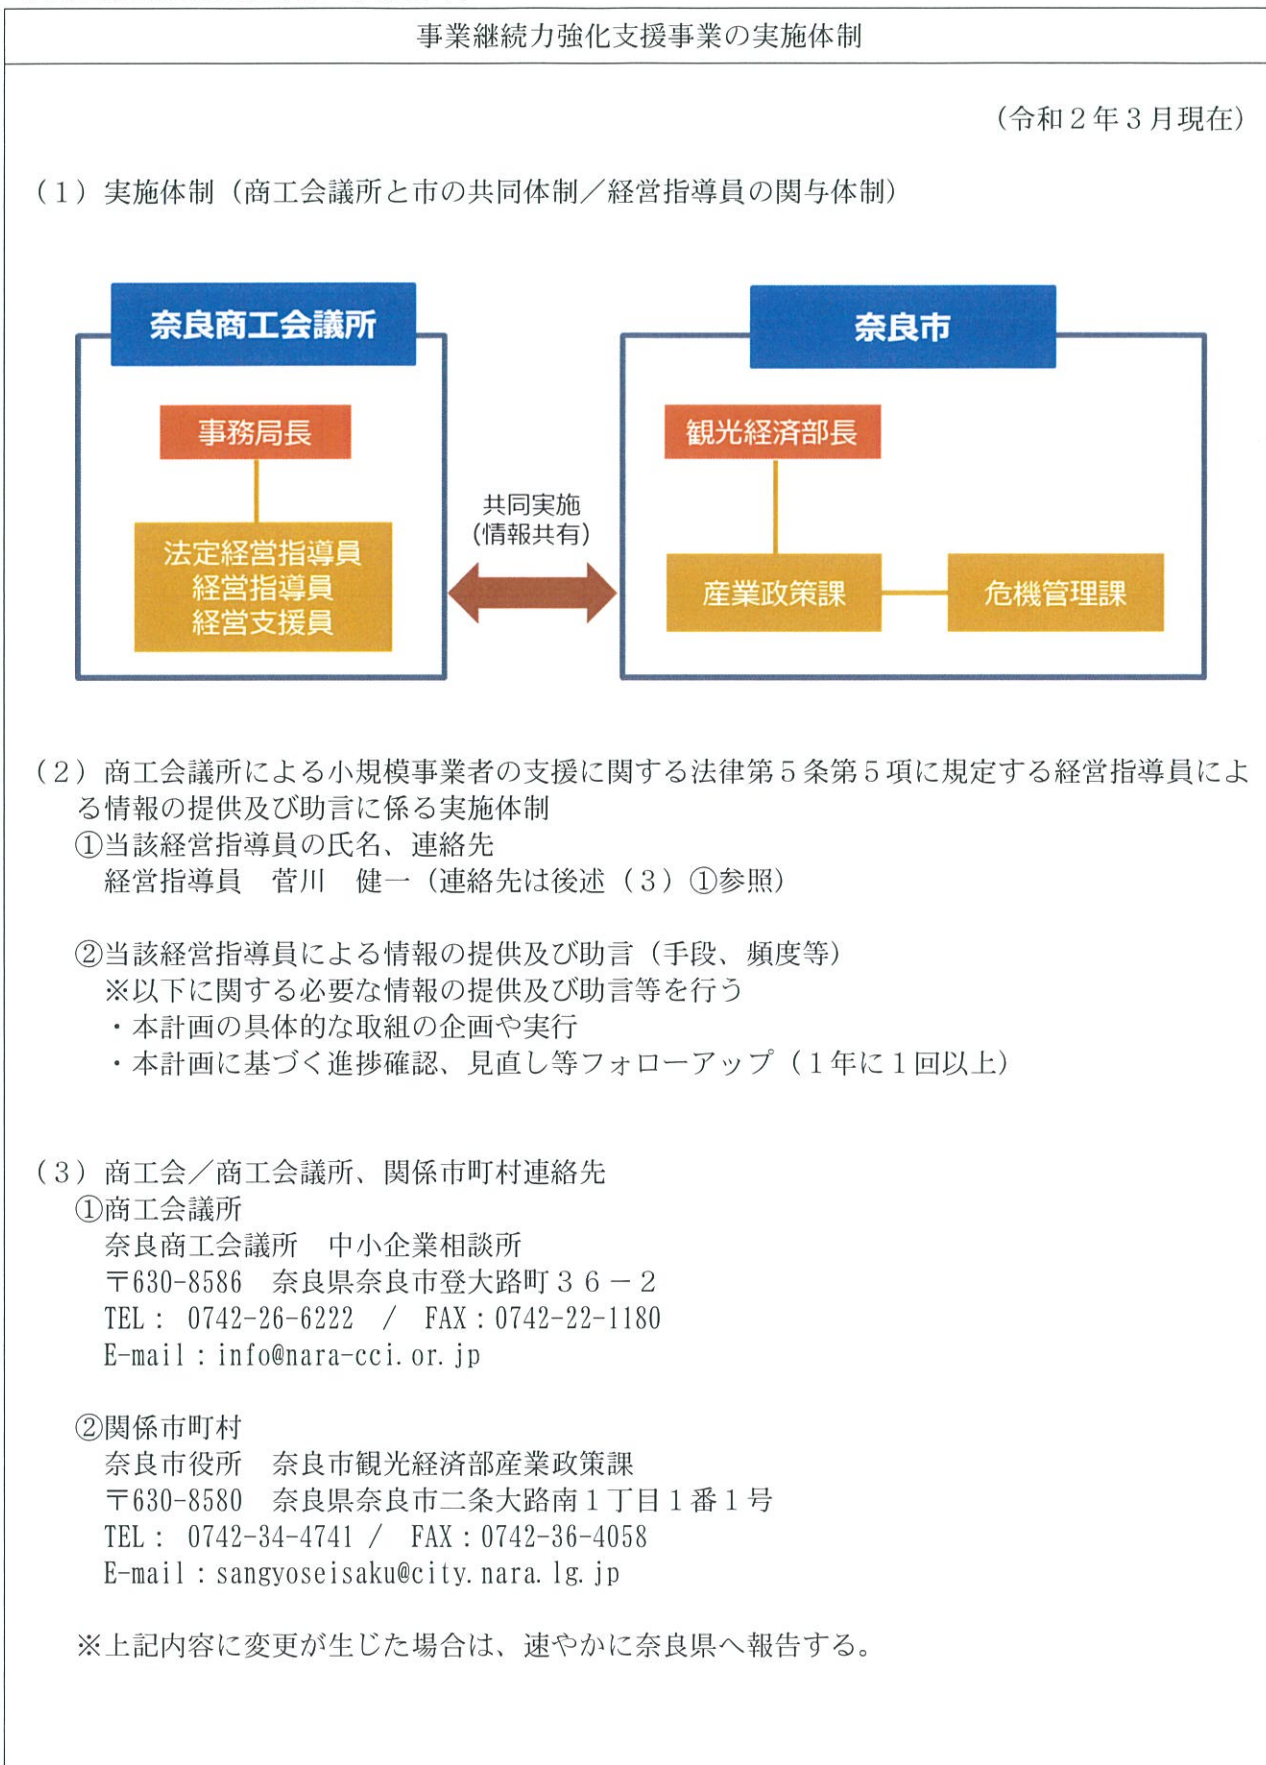 事業継続力強化支援事業の実施体制
（令和２年３月現在）
（１）実施体制（商工会議所と市の共同体制／経営指導員の関与体制）
奈良商工会議所
奈良市
事務局長
観光経済部長
共同実施
（情報共有）
法定経営指導員
経営指導員
経営支援員
産業政策課
危機管理課
（２）商工会議所による小規模事業者の支援に関する法律第５条第５項に規定する経営指導員によ
る情報の提供及び助言に係る実施体制
①当該経営指導員の氏名、連絡先
経営指導員　菅川　健一（連絡先は後述（３）①参照）
②当該経営指導員による情報の提供及び助言（手段、頻度等）
※以下に関する必要な情報の提供及び助言等を行う
・本計画の具体的な取組の企画や実行
・本計画に基づく進捗確認、見直し等フォローアップ（１年に１回以上）
（３）商工会／商工会議所、関係市町村連絡先
①商工会議所
奈良商工会議所　中小企業相談所
〒630-8586　奈良県奈良市登大路町３６－２
TEL： 0742-26-6222　/　FAX：0742-22-1180
E-mail：info@nara-cci.or.jp
②関係市町村
奈良市役所　奈良市観光経済部産業政策課
〒630-8580　奈良県奈良市二条大路南１丁目１番１号
TEL： 0742-34-4741 /　FAX：0742-36-4058
E-mail：sangyoseisaku@city.nara.lg.jp
※上記内容に変更が生じた場合は、速やかに奈良県へ報告する。